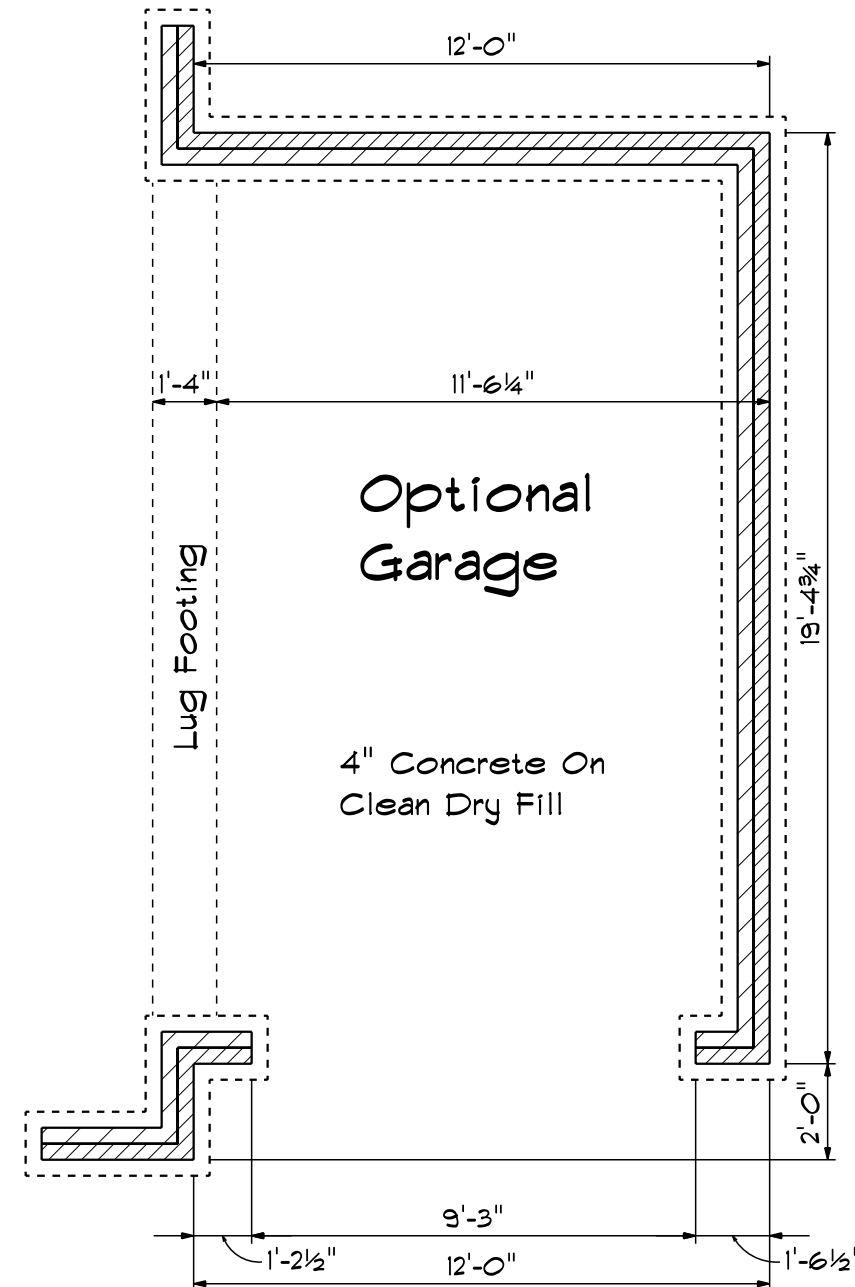 12'-0"
1'-4"
11'-6¼"
Optional
Garage
19'-4¾"
Lug Footing
4" Concrete On
Clean Dry Fill
2'-0"
9'-3"
1'-2½"
12'-0"
1'-6½"